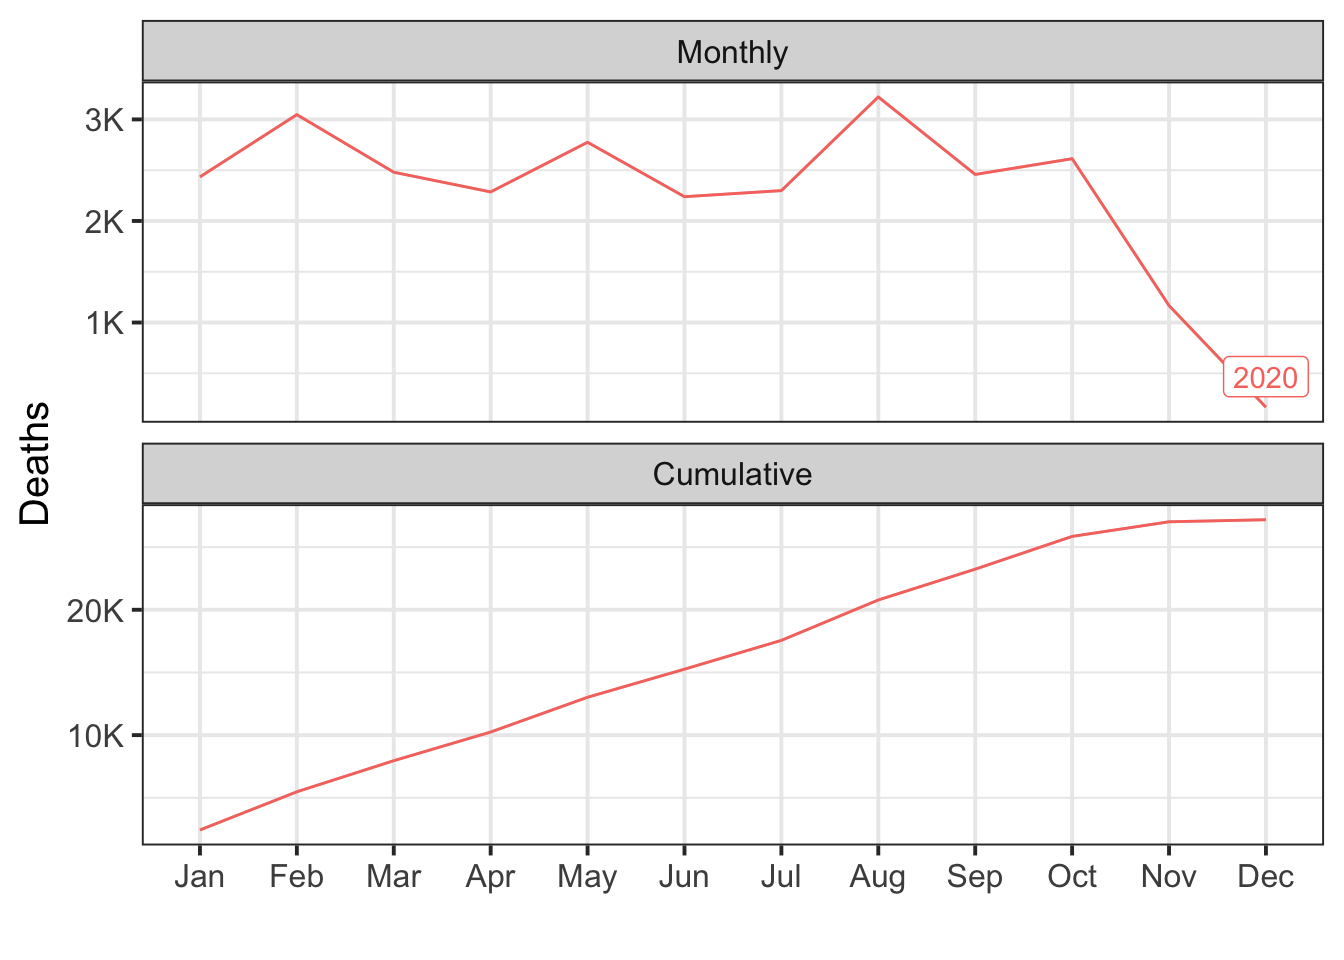 Monthly
3K
2K
1K
2020
Deaths
Cumulative
20K
10K
Jan Feb Mar Apr May Jun Jul Aug Sep Oct Nov Dec